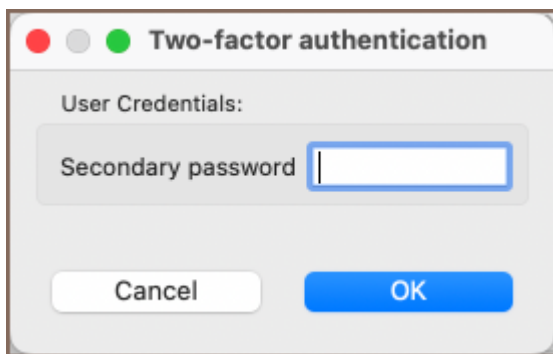 Two-factor authentication
User Credentials:
Secondary password
Cancel
OK